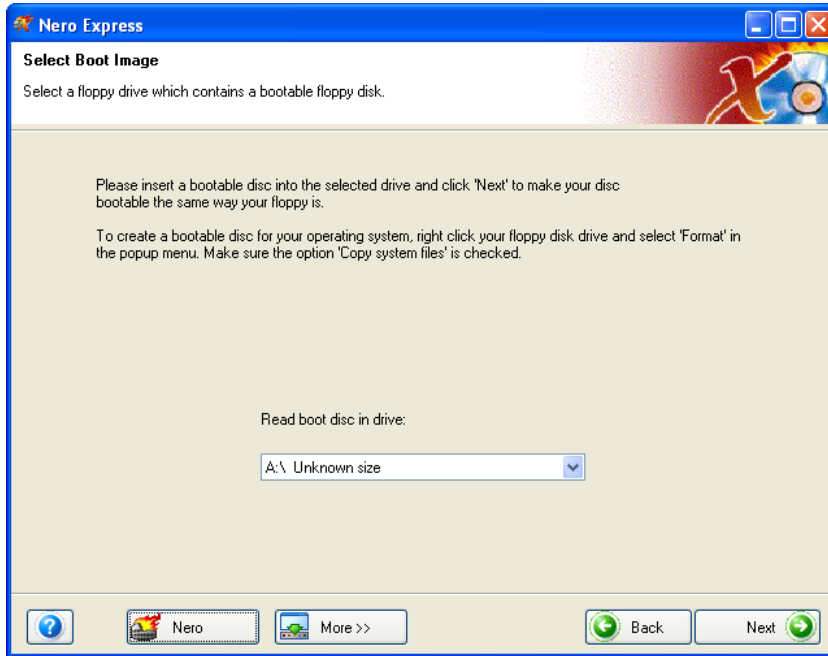 Nero Express
Select Boot Image
Select a floppy drive which contains a bootable floppy disk.
Please insert a bootable disc into the selected drive and click 'Next' to make your disc
bootable the same way your floppy is.
To create a bootable disc for your operating system, right click your floppy disk drive and select 'Format' in
the popup menu. Make sure the option 'Copy system files' is checked.
Read boot disc in drive:
A:\ Unknown size
Nero
More >>
Back
Next